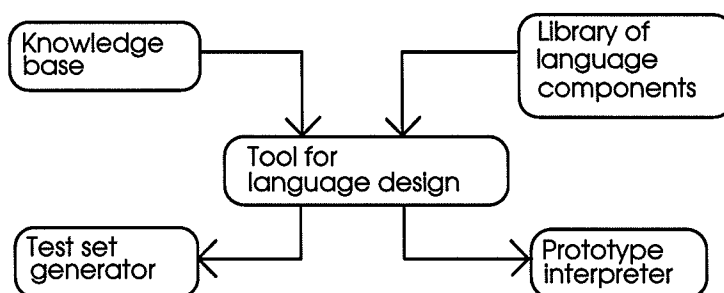 Knowledge
base
Library of
language
components
Tool for
language design
Test set
generator
Prototype
interpreter